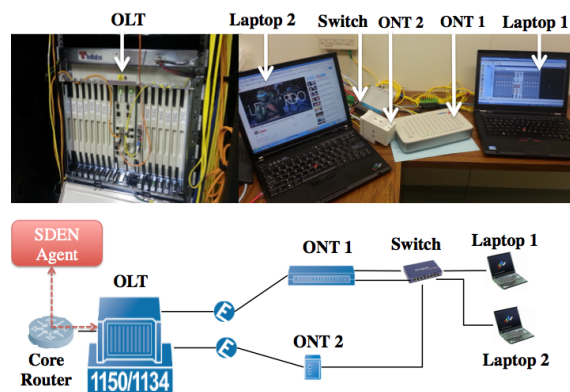 OLT
Laptop 2
Switch
ONT 2
ONT 1
Laptop 1
Tellabs
SDEN
Agent
OLT
ONT 1
Switch
Laptop 1
E
E
ONT 2
Core
Router
Laptop 2
1150/1134